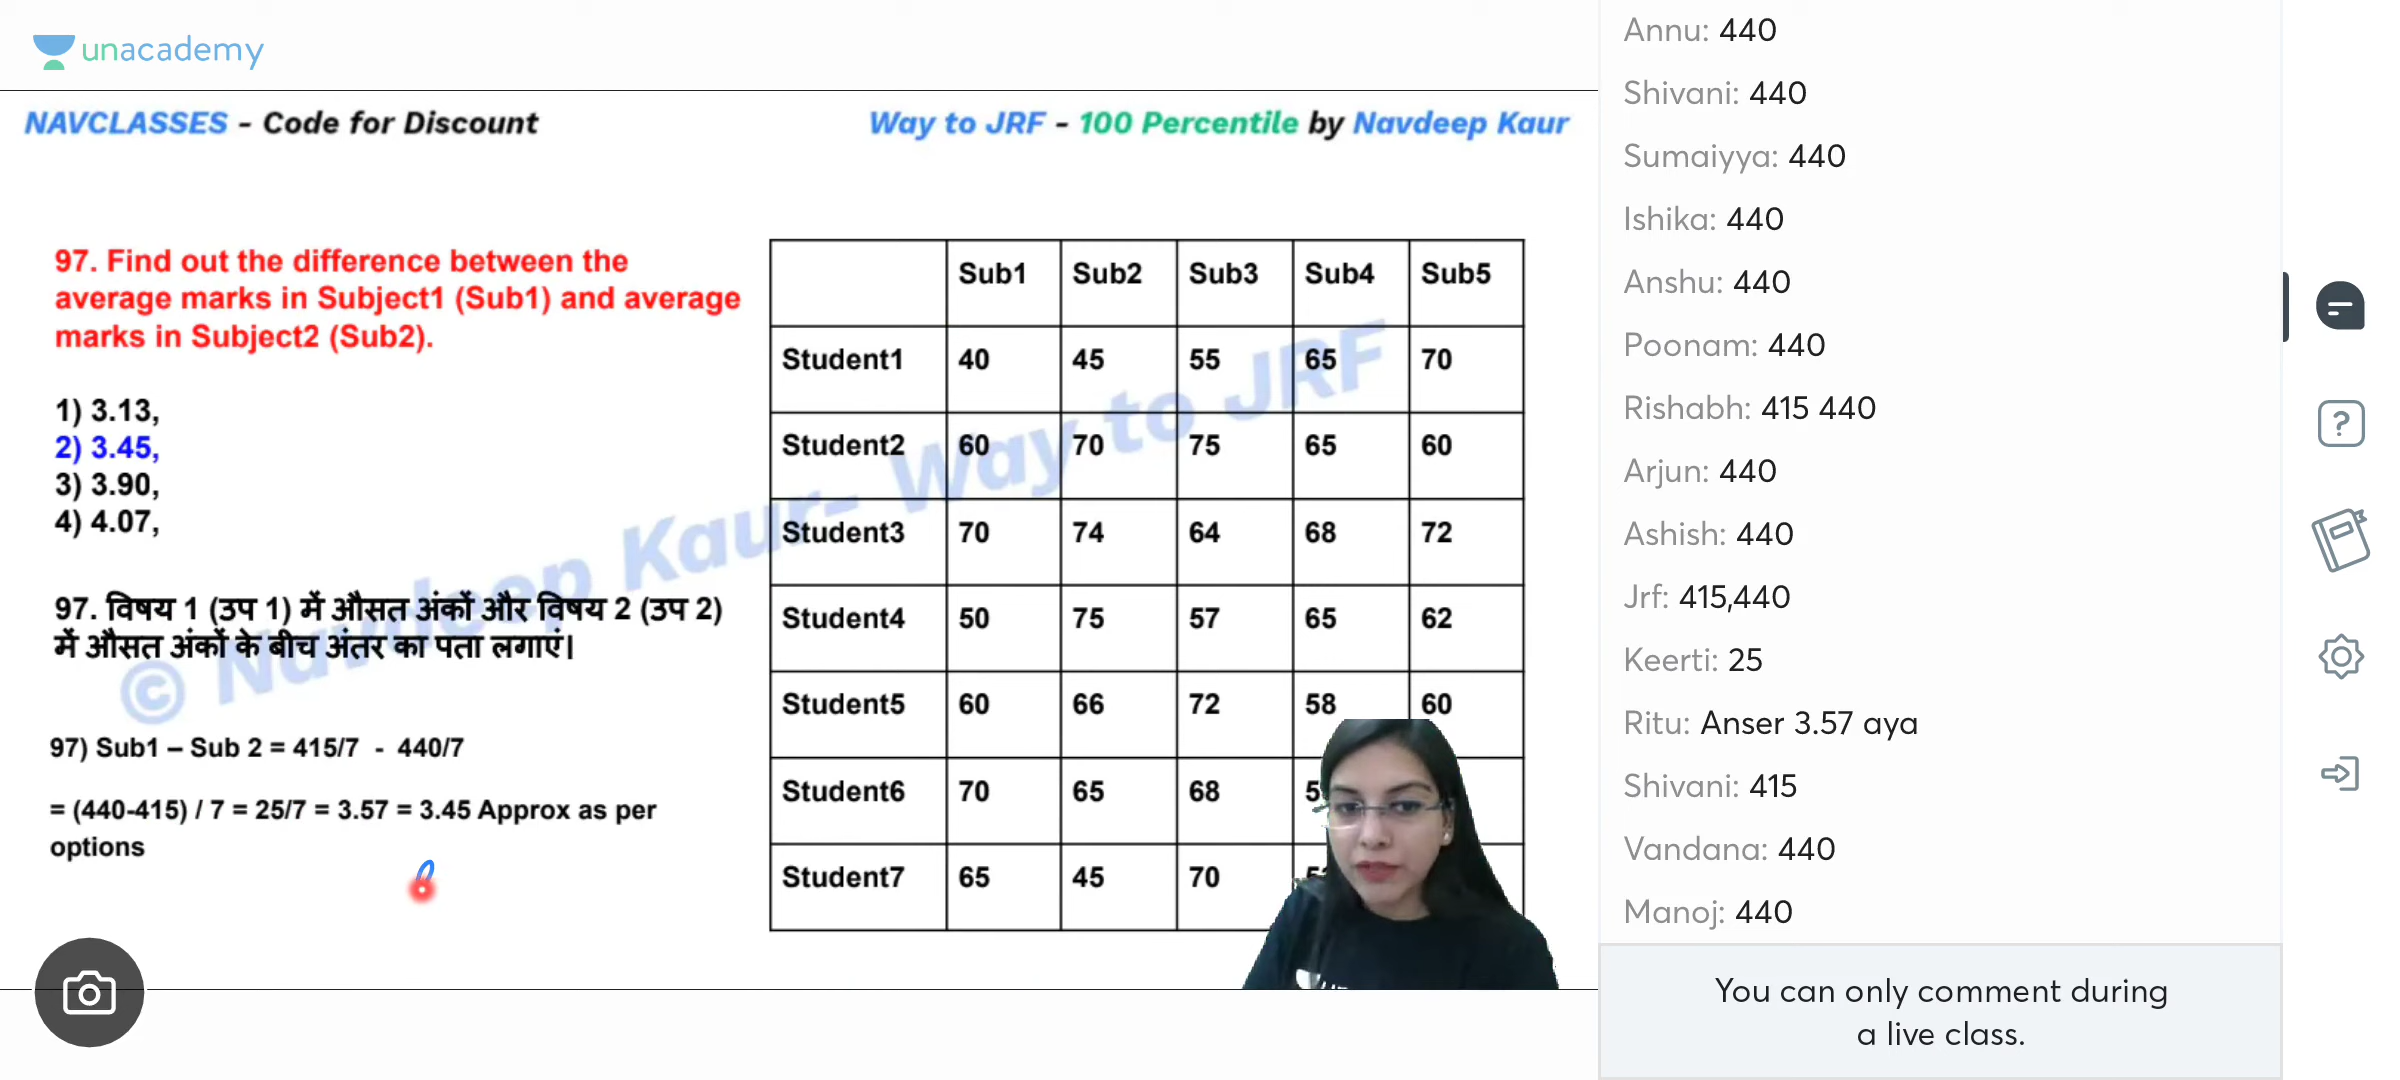 unacademy
NAVCLASSES - Code for Discount
Way to JRF - 100 Percentile by Navdeep Kaur
97. Find out the difference between the
average marks in Subject1 (Sub1) and average
marks in Subject2 (Sub2).
1) 3.13,
2) 3.45,
3) 3.90,
4) 4.07,
97. विषय 1 (उप 1) में औसत अंकों और विषय 2 (उप 2)
में औसत अंकों के बीच अंतर का पता लगाएं।
97) Sub1 – Sub 2 = 415/7 - 440/7
= (440-415) / 7 = 25/7 = 3.57 = 3.45 Approx as per
options
Sub1 Sub2 Sub3 Sub4 Sub5
Student1 40 45 55 65 70
Student2 60 70 75 65 60
Student3 70 74 64 68 72
Student4 50 75 57 65 62
Student5 60 66 72 58 60
Student6 70 65 68
Student7 65 45 70
© Navdeep Kaur- Way to JRF
Annu: 440
Shivani: 440
Sumaiyya: 440
Ishika: 440
Anshu: 440
Poonam: 440
Rishabh: 415 440
Arjun: 440
Ashish: 440
Jrf: 415,440
Keerti: 25
Ritu: Anser 3.57 aya
Shivani: 415
Vandana: 440
Manoj: 440
You can only comment during
a live class.